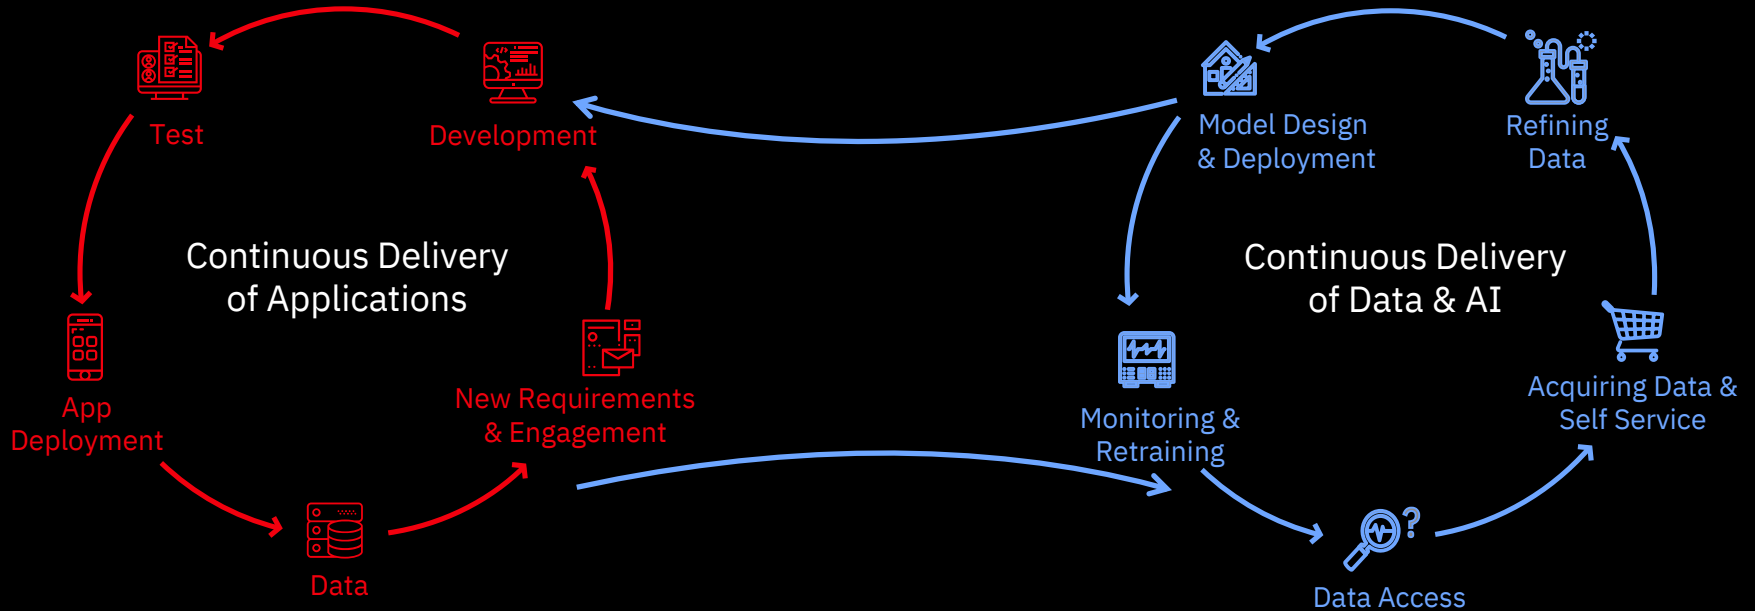 Test
Development
Model Design
& Deployment
Refining
Data
Continuous Delivery
of Applications
Continuous Delivery
of Data & AI
App
Deployment
New Requirements
& Engagement
Monitoring &
Retraining
Acquiring Data &
Self Service
Data
Data Access